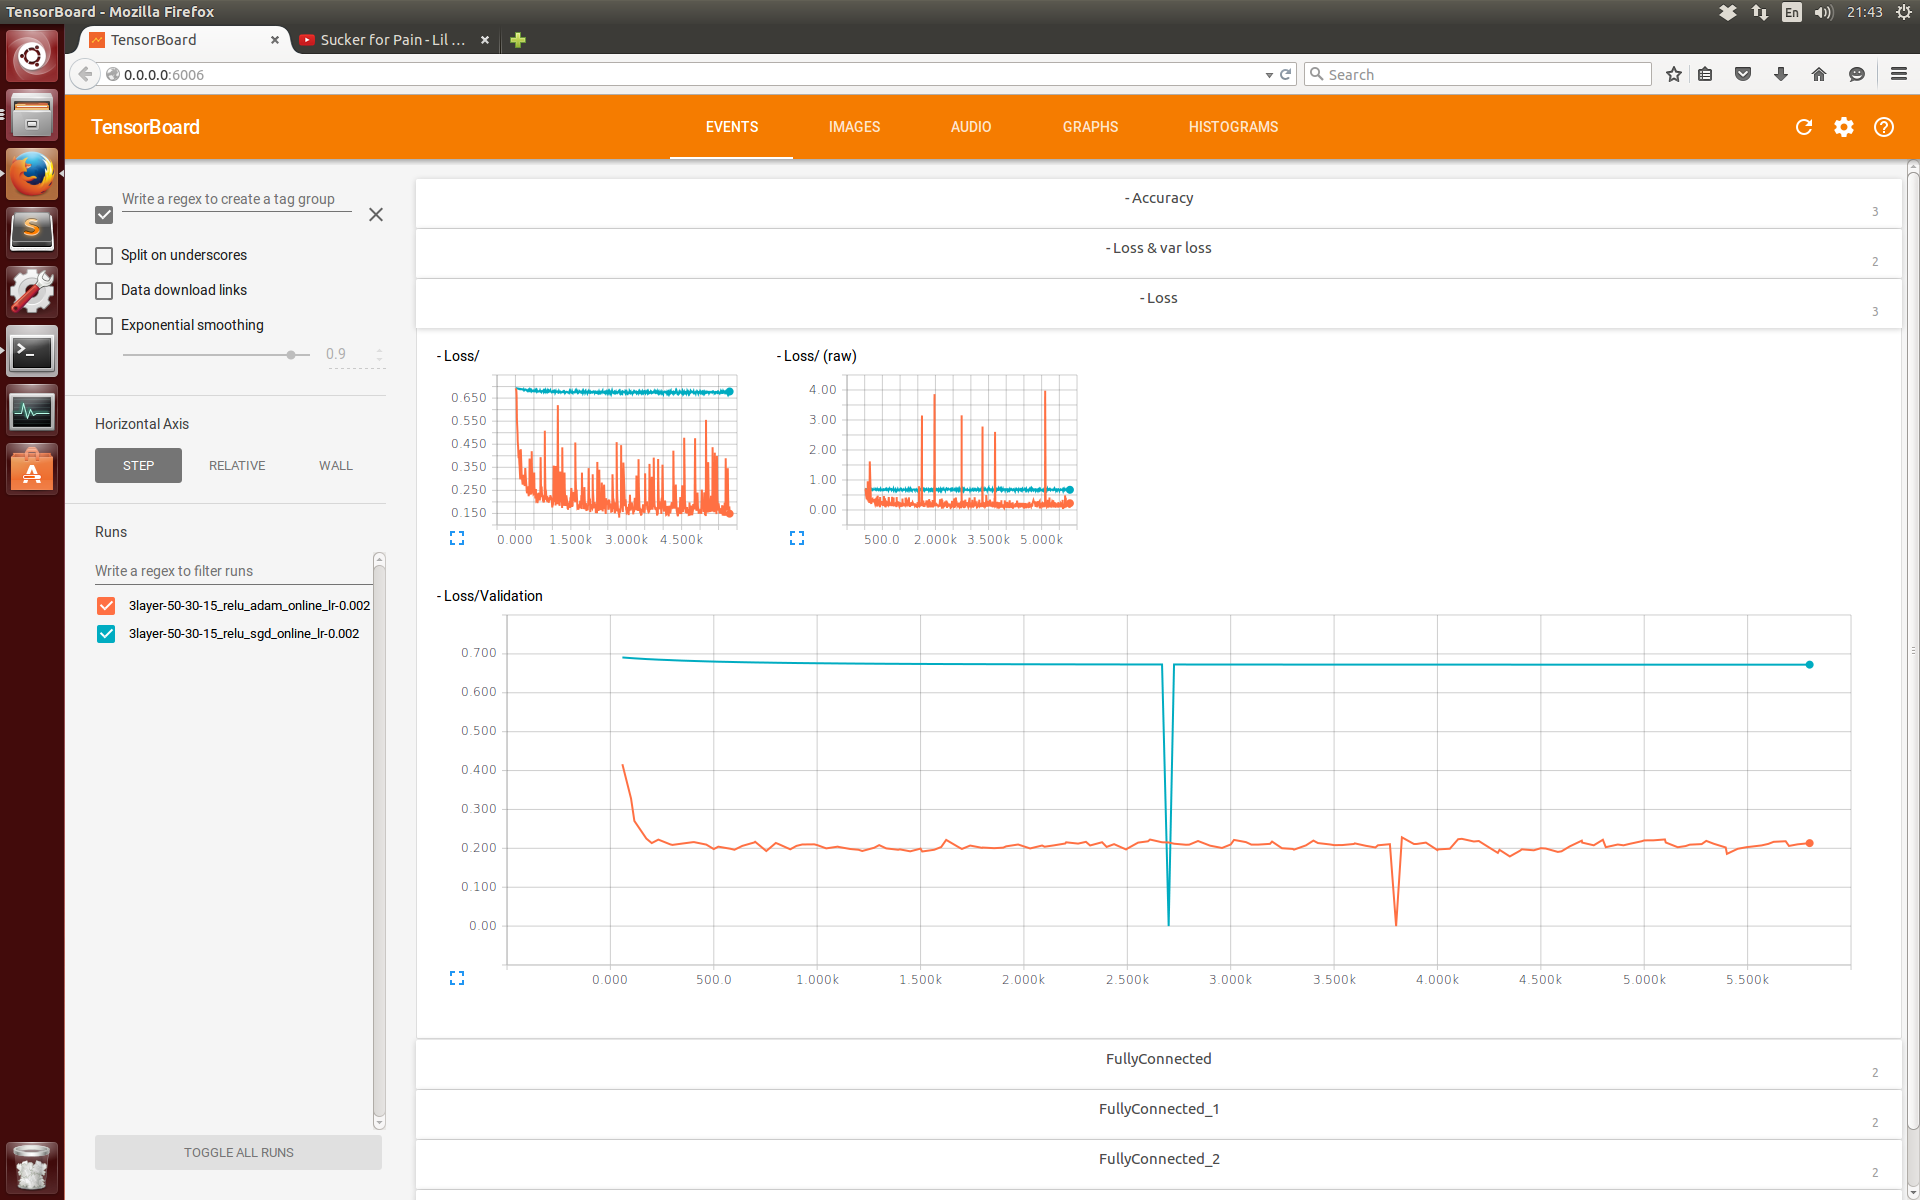 TensorBoard - Mozilla Firefox
En
21:43
TensorBoard
Sucker for Pain - Lil ...
0.0.0.0:6006
Search
TensorBoard
EVENTS
IMAGES
AUDIO
GRAPHS
HISTOGRAMS
Write a regex to create a tag group
Split on underscores
Data download links
Exponential smoothing
0.9
Horizontal Axis
STEP
RELATIVE
WALL
Runs
Write a regex to filter runs
3layer-50-30-15_relu_adam_online_lr-0.002
3layer-50-30-15_relu_sgd_online_lr-0.002
TOGGLE ALL RUNS
- Accuracy
3
- Loss & var loss
2
- Loss
3
- Loss/
0.650
0.550
0.450
0.350
0.250
0.150
0.000 1.500k 3.000k 4.500k
- Loss/ (raw)
4.00
3.00
2.00
1.00
0.00
500.0 2.000k 3.500k 5.000k
- Loss/Validation
0.700
0.600
0.500
0.400
0.300
0.200
0.100
0.00
0.000 500.0 1.000k 1.500k 2.000k 2.500k 3.000k 3.500k 4.000k 4.500k 5.000k 5.500k
FullyConnected
2
FullyConnected_1
2
FullyConnected_2
2